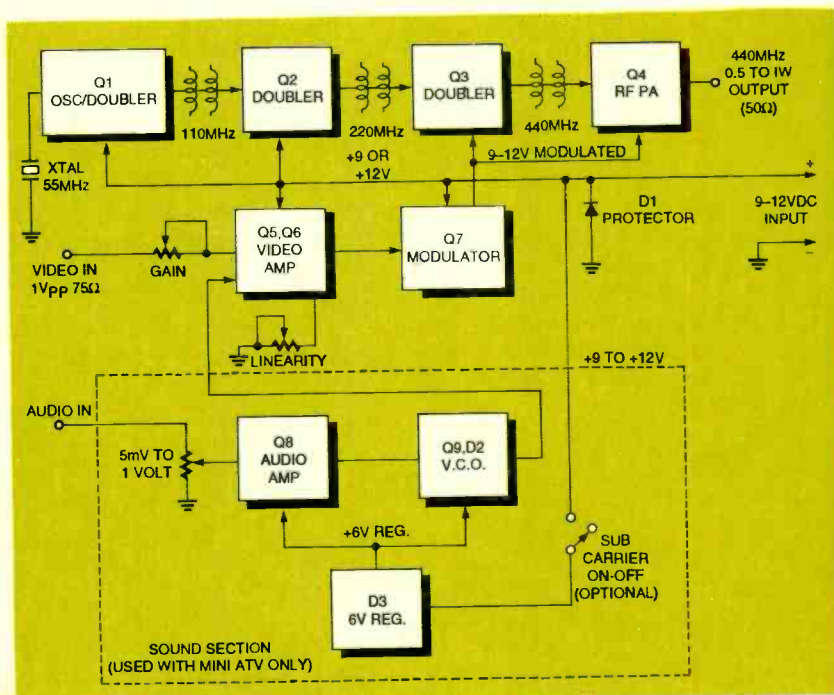 Q1
OSC/DOUBLER
Q2
DOUBLER
Q3
DOUBLER
Q4
RF PA
440MHz
0.5 TO IW
OUTPUT
(50Ω)
110MHz
220MHz
440MHz
XTAL
55MHz
+9 OR
+12V
9–12V MODULATED
+
D1
PROTECTOR
9–12VDC
INPUT
–
Q5,Q6
VIDEO
AMP
Q7
MODULATOR
VIDEO IN
1VPP 75Ω
GAIN
LINEARITY
+9 TO +12V
AUDIO IN
5mV TO
1 VOLT
Q8
AUDIO
AMP
Q9,D2
V.C.O.
+6V REG.
SUB
CARRIER
ON-OFF
(OPTIONAL)
D3
6V REG.
SOUND SECTION
(USED WITH MINI ATV ONLY)